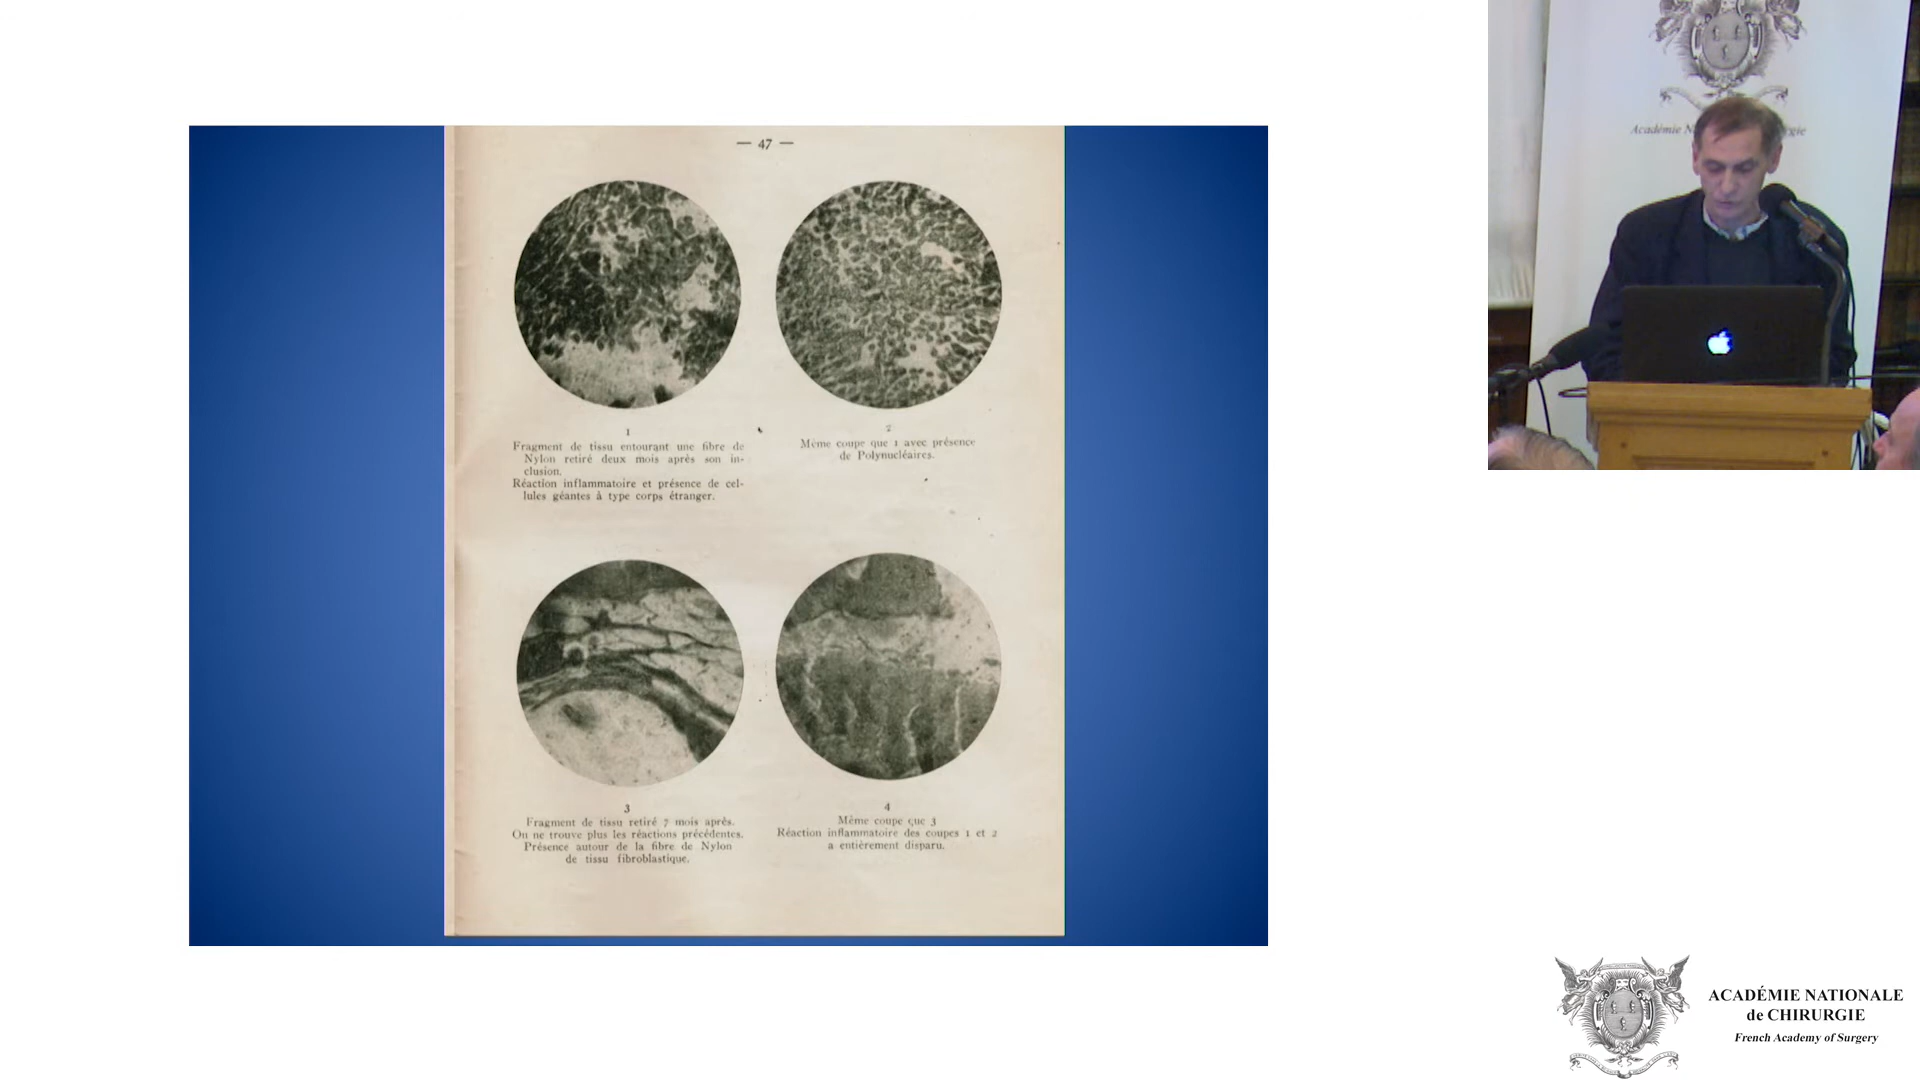 — 47 —
1
Fragment de tissu entourant une fibre de
Nylon retiré deux mois après son in-
clusion.
Réaction inflammatoire et présence de cel-
lules géantes à type corps étranger.
2
Même coupe que 1 avec présence
de Polynucléaires.
3
Fragment de tissu retiré 7 mois après.
On ne trouve plus les réactions précédentes.
Présence autour de la fibre de Nylon
de tissu fibroblastique.
4
Même coupe que 3
Réaction inflammatoire des coupes 1 et 2
a entièrement disparu.
Académie N rgie
ACADÉMIE NATIONALE
de CHIRURGIE
French Academy of Surgery